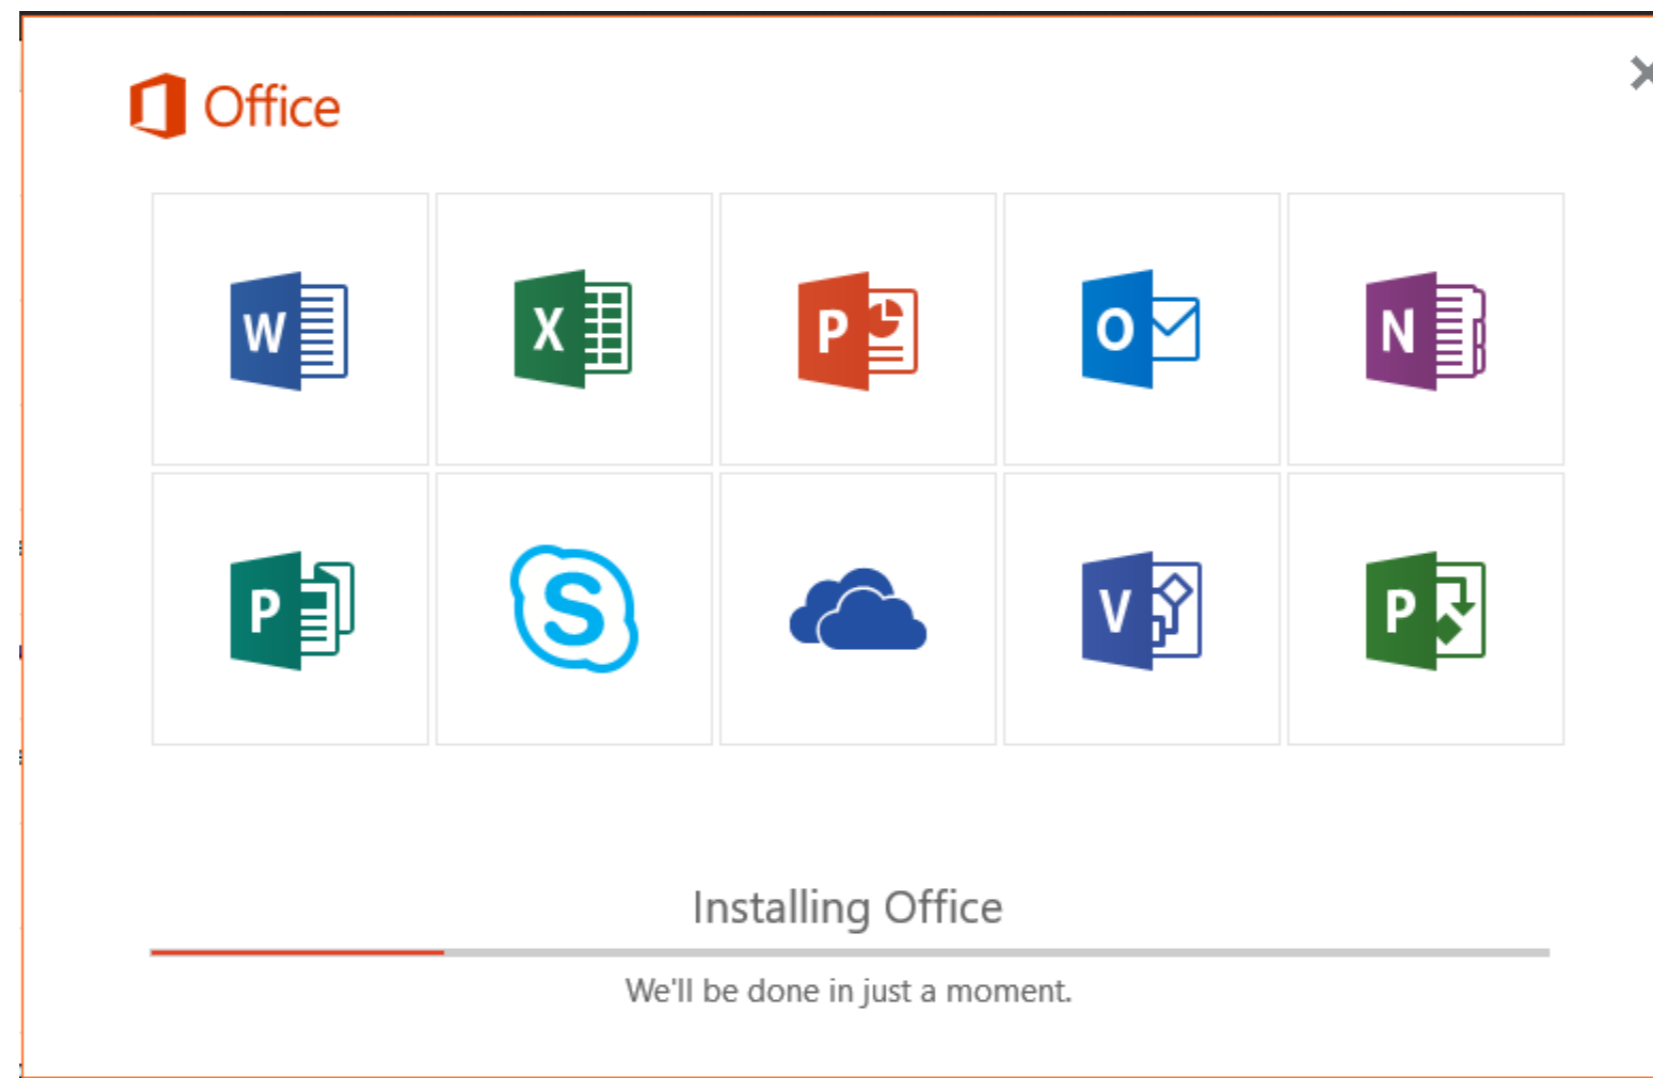 Office
W X P O N
P S V P
Installing Office
We'll be done in just a moment.